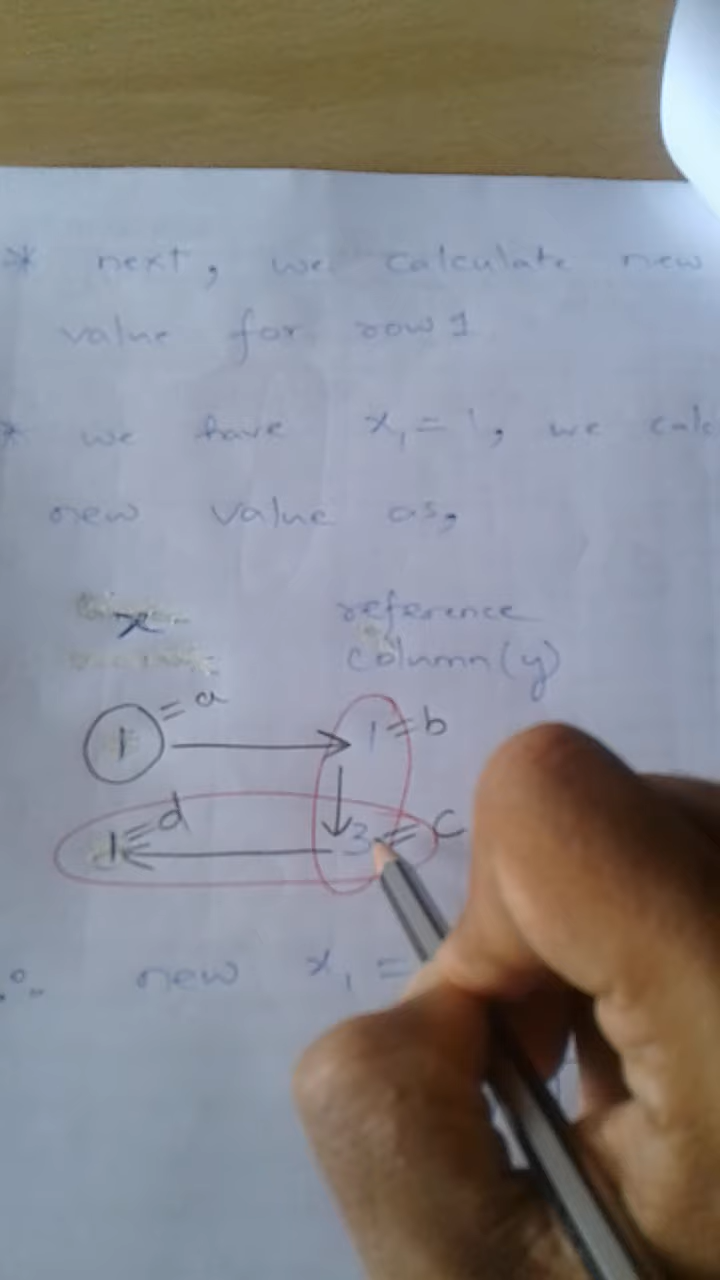 * next, we calculate new
value for row 1
* we have x₁ = 1, we calc
new value as,
x reference
column (y)
1 = a 1 = b
1 = d 3 = c
∴ new x₁ =